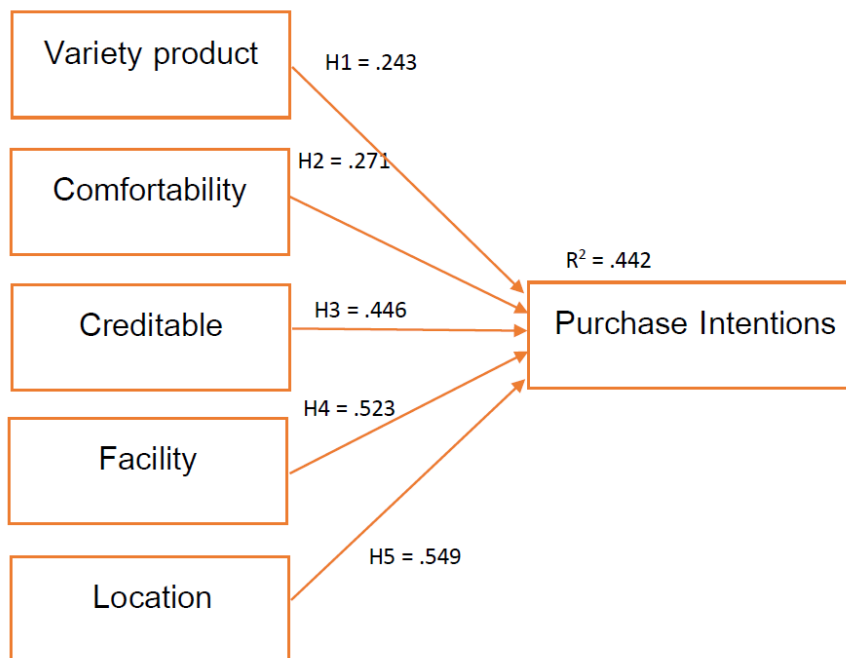 Variety product
H1 = .243
Comfortability
H2 = .271
Creditable
H3 = .446
Facility
H4 = .523
Location
H5 = .549
R² = .442
Purchase Intentions